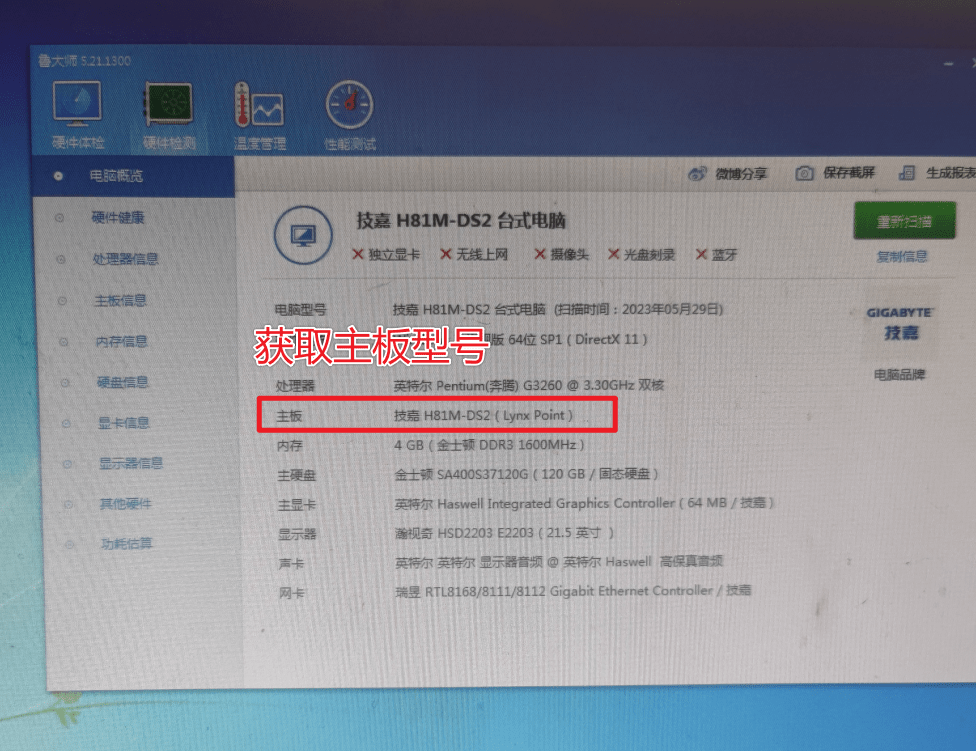 鲁大师 5.21.1300
硬件体检 硬件检测 温度管理 性能测试
电脑概览
微博分享 保存截屏 生成报表
硬件健康
处理器信息
主板信息
内存信息
硬盘信息
显卡信息
显示器信息
其他硬件
功耗估算
技嘉 H81M-DS2 台式电脑
重新扫描
独立显卡 无线上网 摄像头 光盘刻录 蓝牙
复制信息
电脑型号 技嘉 H81M-DS2 台式电脑 (扫描时间:2023年05月29日)
GIGABYTE
技嘉
获取主板型号
版 64位 SP1 ( DirectX 11 )
电脑品牌
处理器 英特尔 Pentium(奔腾) G3260 @ 3.30GHz 双核
主板 技嘉 H81M-DS2 ( Lynx Point )
内存 4 GB ( 金士顿 DDR3 1600MHz )
主硬盘 金士顿 SA400S37120G ( 120 GB / 固态硬盘 )
主显卡 英特尔 Haswell Integrated Graphics Controller ( 64 MB / 技嘉 )
显示器 瀚视奇 HSD2203 E2203 ( 21.5 英寸 )
声卡 英特尔 英特尔 显示器音频 @ 英特尔 Haswell 高保真音频
网卡 瑞昱 RTL8168/8111/8112 Gigabit Ethernet Controller / 技嘉